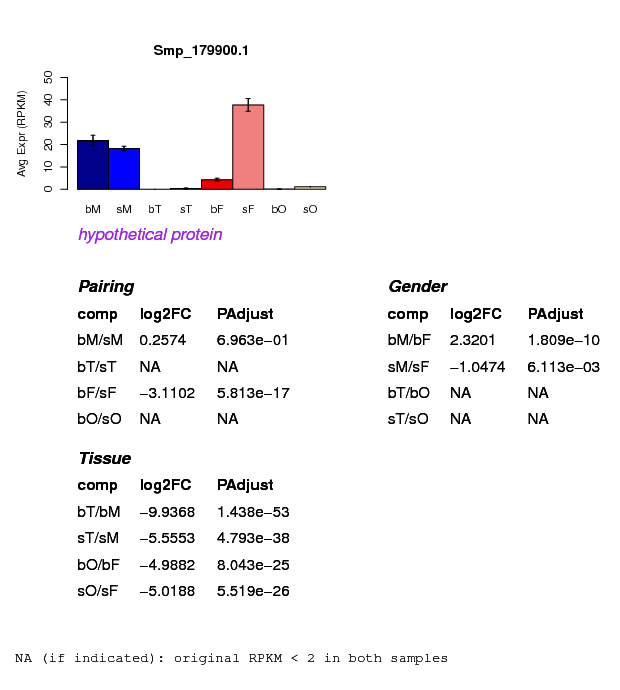 Smp_179900.1
Avg Expr (RPKM)
0 10 20 30 40 50
bM sM bT sT bF sF bO sO
hypothetical protein
Pairing
comp log2FC PAdjust
bM/sM 0.2574 6.963e−01
bT/sT NA NA
bF/sF −3.1102 5.813e−17
bO/sO NA NA
Gender
comp log2FC PAdjust
bM/bF 2.3201 1.809e−10
sM/sF −1.0474 6.113e−03
bT/bO NA NA
sT/sO NA NA
Tissue
comp log2FC PAdjust
bT/bM −9.9368 1.438e−53
sT/sM −5.5553 4.793e−38
bO/bF −4.9882 8.043e−25
sO/sF −5.0188 5.519e−26
NA (if indicated): original RPKM < 2 in both samples